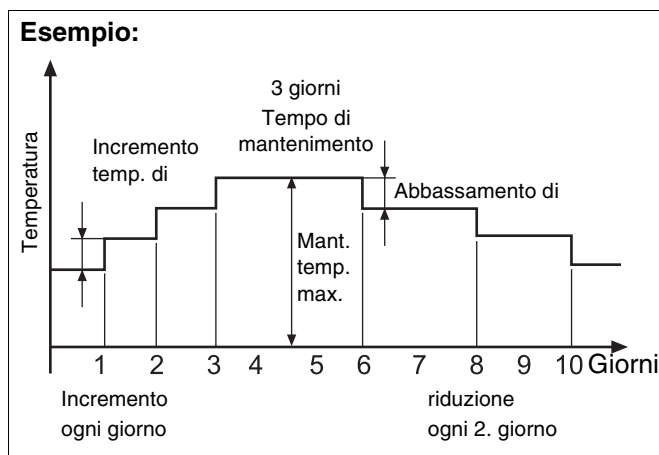 Esempio:
3 giorni
Tempo di
mantenimento
Incremento
temp. di
Temperatura
Abbassamento di
Mant.
temp.
max.
1 2 3 4 5 6 7 8 9 10 Giorni
Incremento
ogni giorno
riduzione
ogni 2. giorno